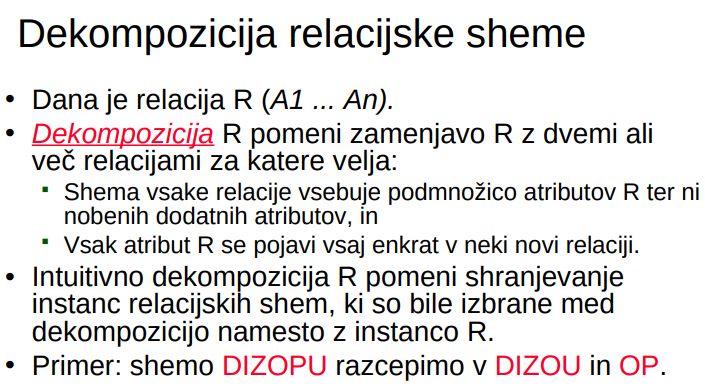 Dekompozicija relacijske sheme
• Dana je relacija R (A1 ... An).
• Dekompozicija R pomeni zamenjavo R z dvemi ali
več relacijami za katere velja:
▪ Shema vsake relacije vsebuje podmnožico atributov R ter ni
nobenih dodatnih atributov, in
▪ Vsak atribut R se pojavi vsaj enkrat v neki novi relaciji.
• Intuitivno dekompozicija R pomeni shranjevanje
instanc relacijskih shem, ki so bile izbrane med
dekompozicijo namesto z instanco R.
• Primer: shemo DIZOPU razcepimo v DIZOU in OP.